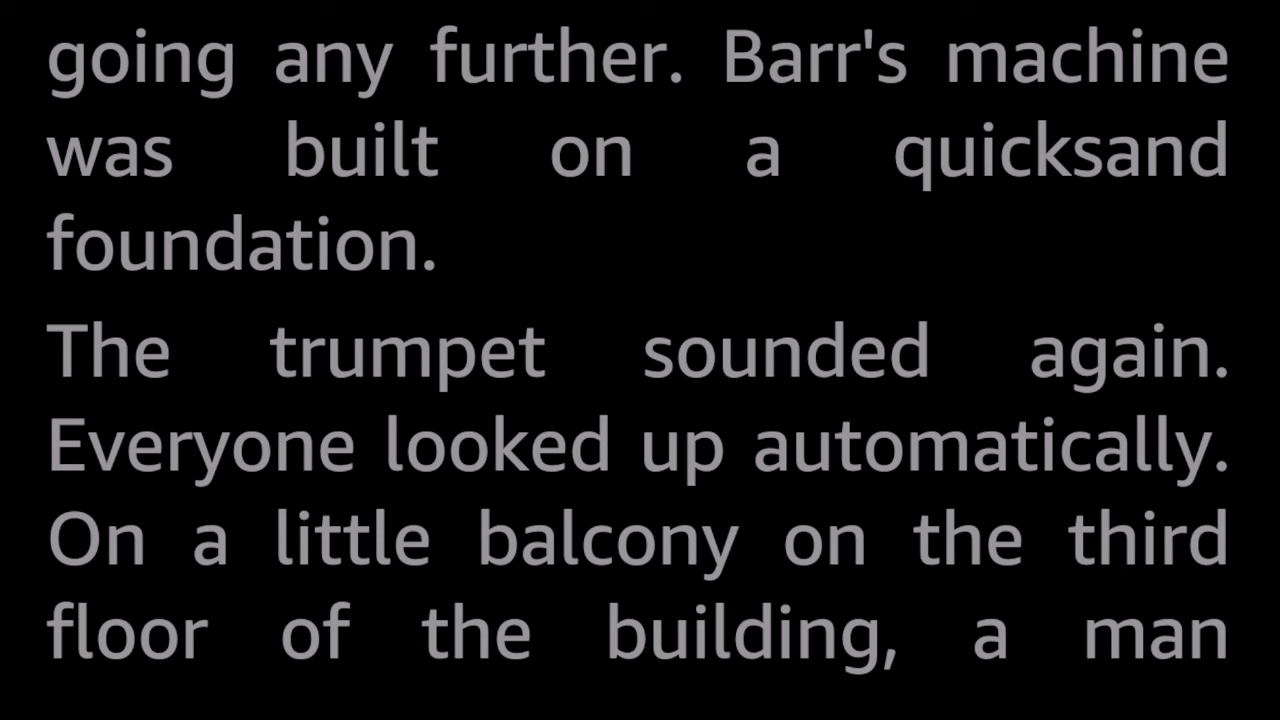 going any further. Barr's machine
was built on a quicksand
foundation.
The trumpet sounded again.
Everyone looked up automatically.
On a little balcony on the third
floor of the building, a man